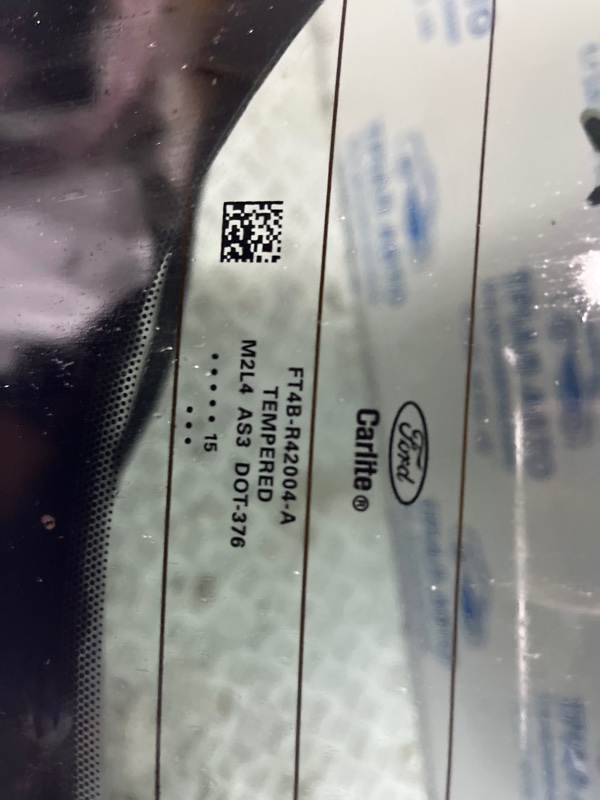 Ford
Carlite®
FT4B-R42004-A
TEMPERED
M2L4 AS3 DOT-376
• • • • • 15
• • •